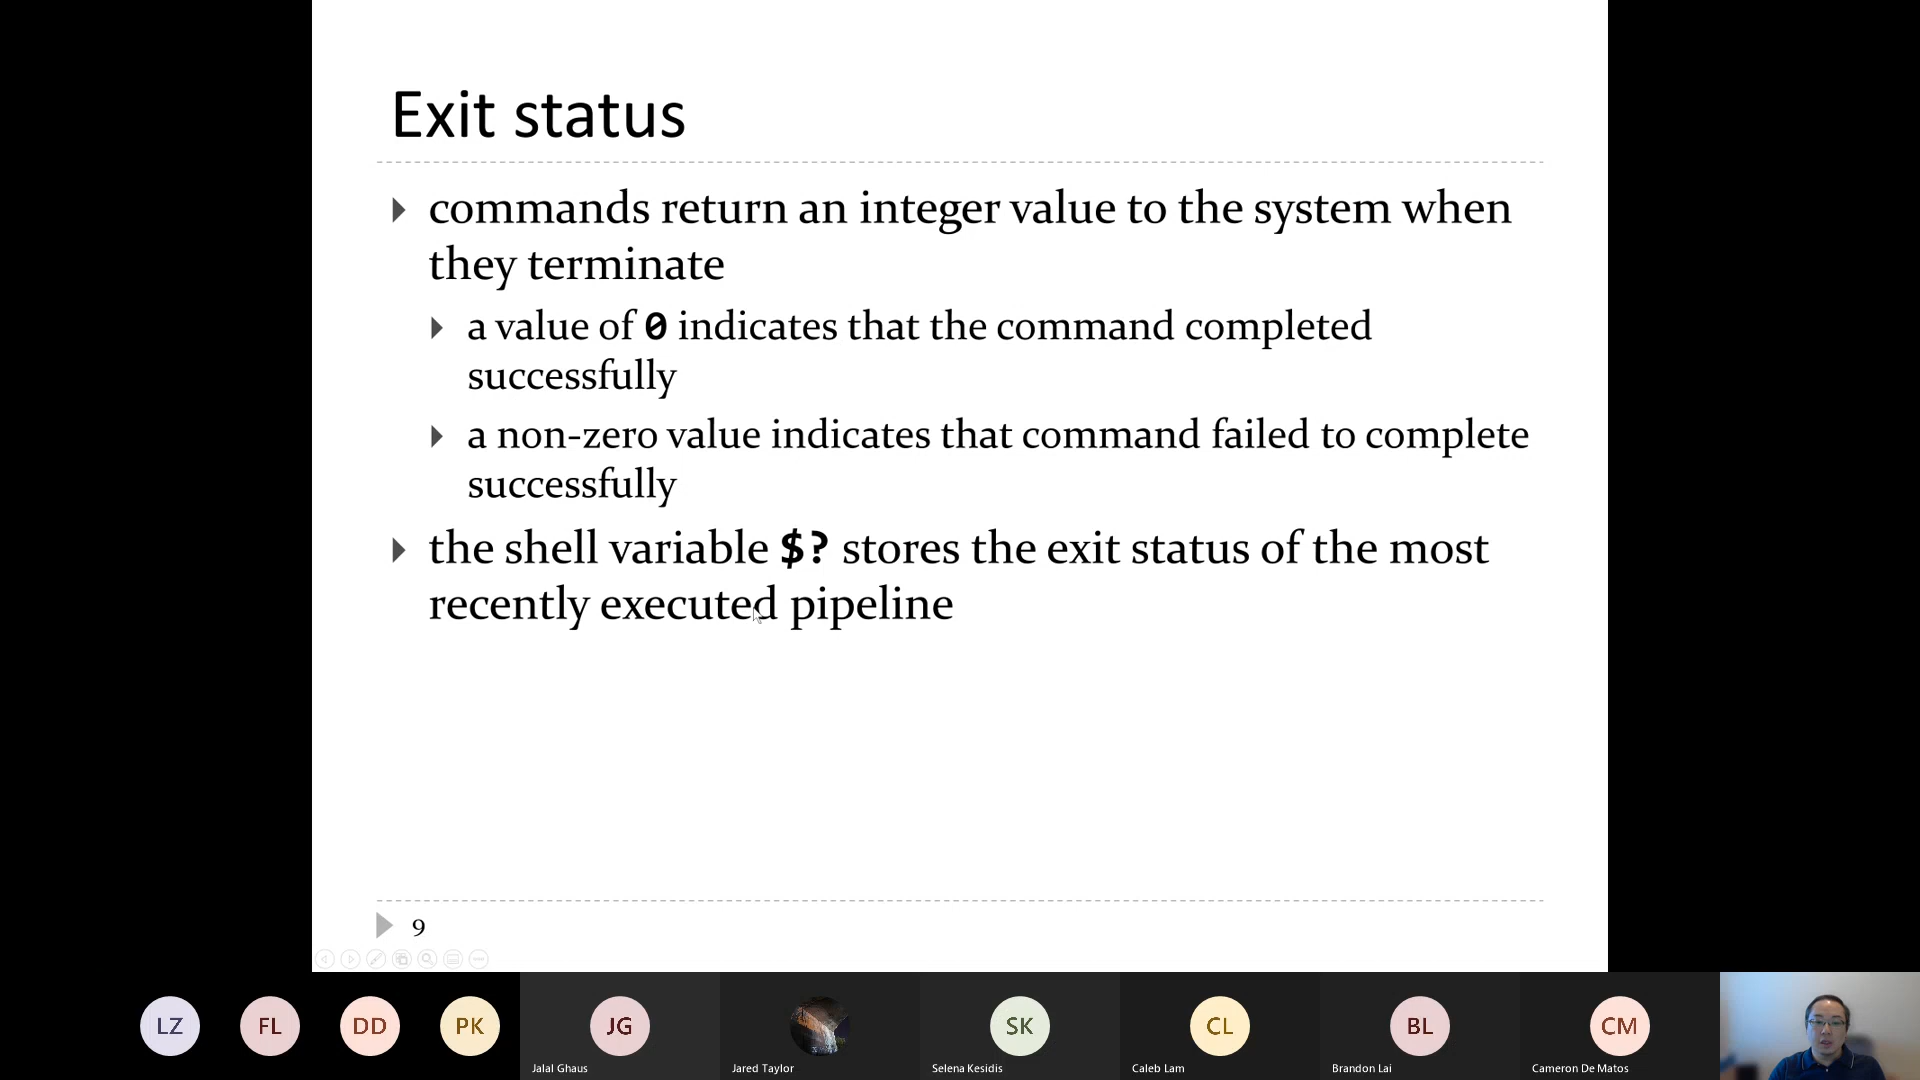 Exit status
commands return an integer value to the system when
they terminate
a value of 0 indicates that the command completed
successfully
a non-zero value indicates that command failed to complete
successfully
the shell variable $? stores the exit status of the most
recently executed pipeline
9
LZ
FL
DD
PK
JG
SK
CL
BL
CM
Jalal Ghaus
Jared Taylor
Selena Kesidis
Caleb Lam
Brandon Lai
Cameron De Matos